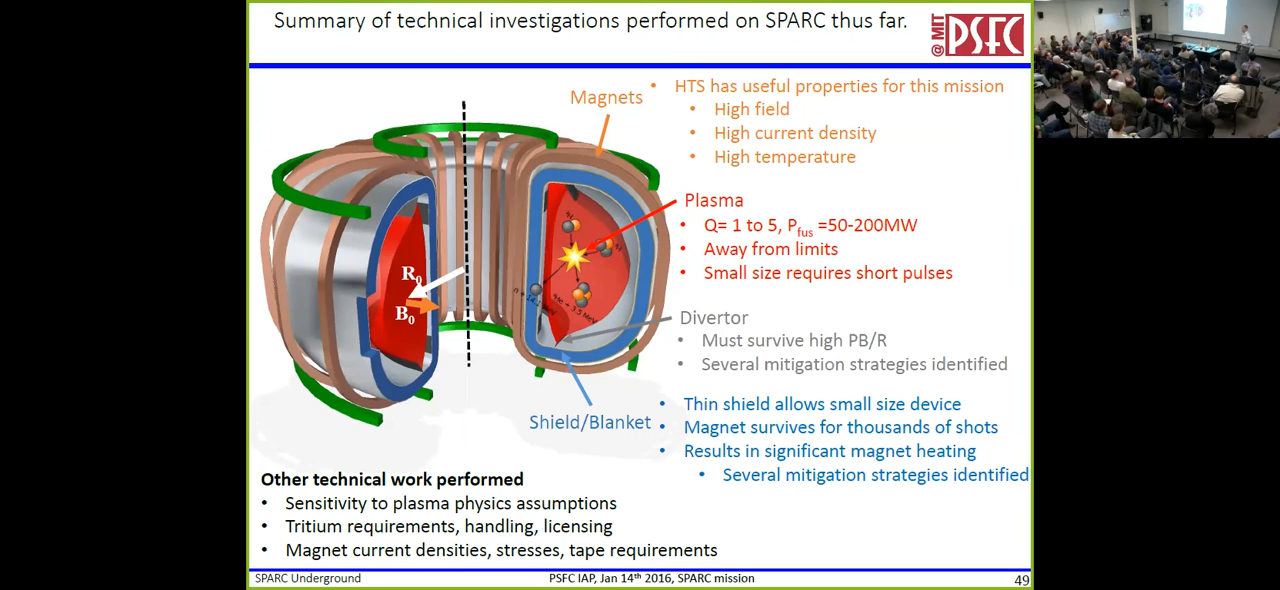 Summary of technical investigations performed on SPARC thus far.
@MIT
PSFC
Magnets
• HTS has useful properties for this mission
• High field
• High current density
• High temperature
Plasma
• Q= 1 to 5, Pfus =50-200MW
• Away from limits
• Small size requires short pulses
R0
B0
Divertor
• Must survive high PB/R
• Several mitigation strategies identified
Shield/Blanket
• Thin shield allows small size device
• Magnet survives for thousands of shots
• Results in significant magnet heating
• Several mitigation strategies identified
Other technical work performed
• Sensitivity to plasma physics assumptions
• Tritium requirements, handling, licensing
• Magnet current densities, stresses, tape requirements
SPARC Underground
PSFC IAP, Jan 14th 2016, SPARC mission
49